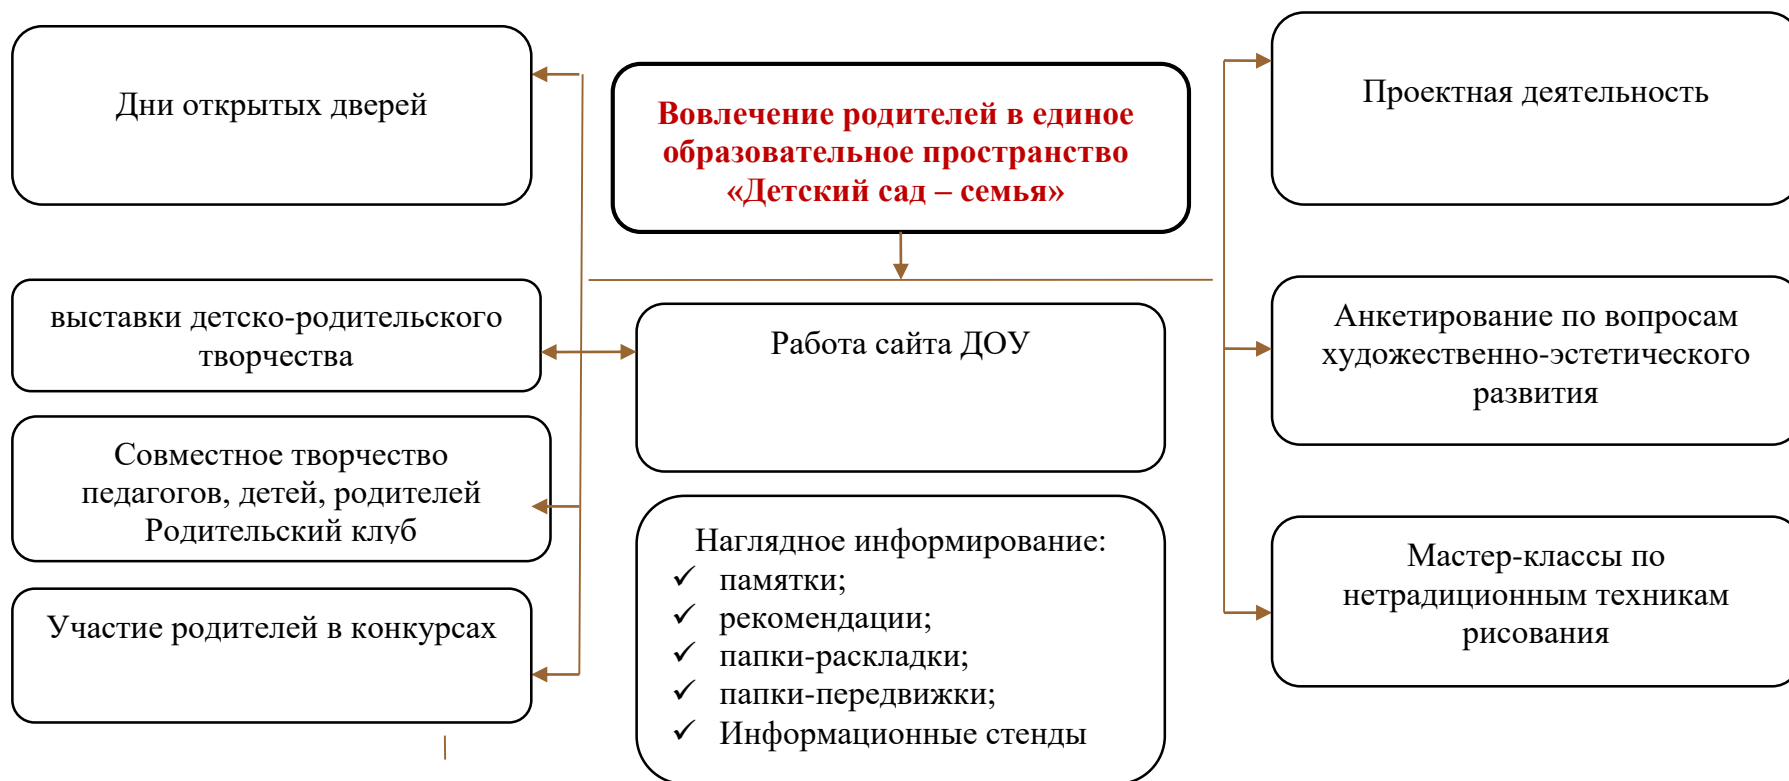 Дни открытых дверей
Вовлечение родителей в единое
образовательное пространство
«Детский сад – семья»
Проектная деятельность
выставки детско-родительского
творчества
Работа сайта ДОУ
Анкетирование по вопросам
художественно-эстетического
развития
Совместное творчество
педагогов, детей, родителей
Родительский клуб
Наглядное информирование:
✓ памятки;
✓ рекомендации;
✓ папки-раскладки;
✓ папки-передвижки;
✓ Информационные стенды
Мастер-классы по
нетрадиционным техникам
рисования
Участие родителей в конкурсах